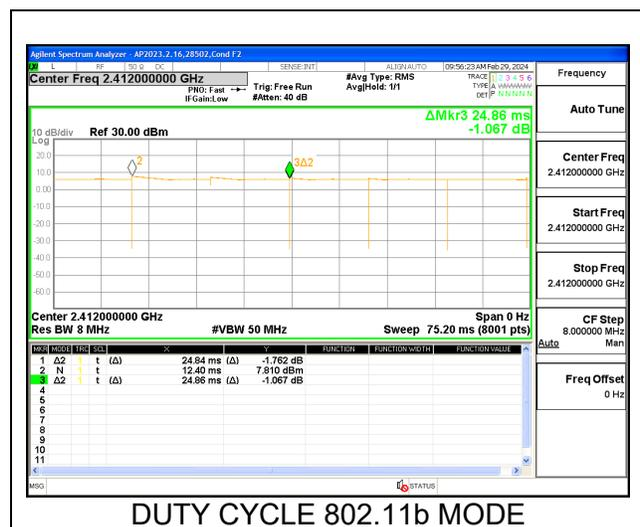 Agilent Spectrum Analyzer - AP2023.2.16,28502,Cond F2
L RF 50 Ω DC SENSE:INT ALIGN AUTO 09:56:23 AM Feb 29, 2024
Center Freq 2.412000000 GHz
PNO: Fast
IFGain:Low
Trig: Free Run
#Atten: 40 dB
#Avg Type: RMS
Avg|Hold: 1/1
TRACE 1 2 3 4 5 6
TYPE A WWWWW
DET P N N N N N
Frequency
ΔMkr3 24.86 ms
-1.067 dB
10 dB/div Ref 30.00 dBm
Log
20.0
10.0
0.00
-10.0
-20.0
-30.0
-40.0
-50.0
-60.0
2
3Δ2
Center 2.412000000 GHz Span 0 Hz
Res BW 8 MHz #VBW 50 MHz Sweep 75.20 ms (8001 pts)
MKR MODE TRC SCL X Y FUNCTION FUNCTION WIDTH FUNCTION VALUE
1 Δ2 1 t (Δ) 24.84 ms (Δ) -1.762 dB
2 N 1 t 12.40 ms 7.810 dBm
3 Δ2 1 t (Δ) 24.86 ms (Δ) -1.067 dB
4
5
6
7
8
9
10
11
MSG STATUS
Auto Tune
Center Freq
2.412000000 GHz
Start Freq
2.412000000 GHz
Stop Freq
2.412000000 GHz
CF Step
8.000000 MHz
Auto Man
Freq Offset
0 Hz
DUTY CYCLE 802.11b MODE